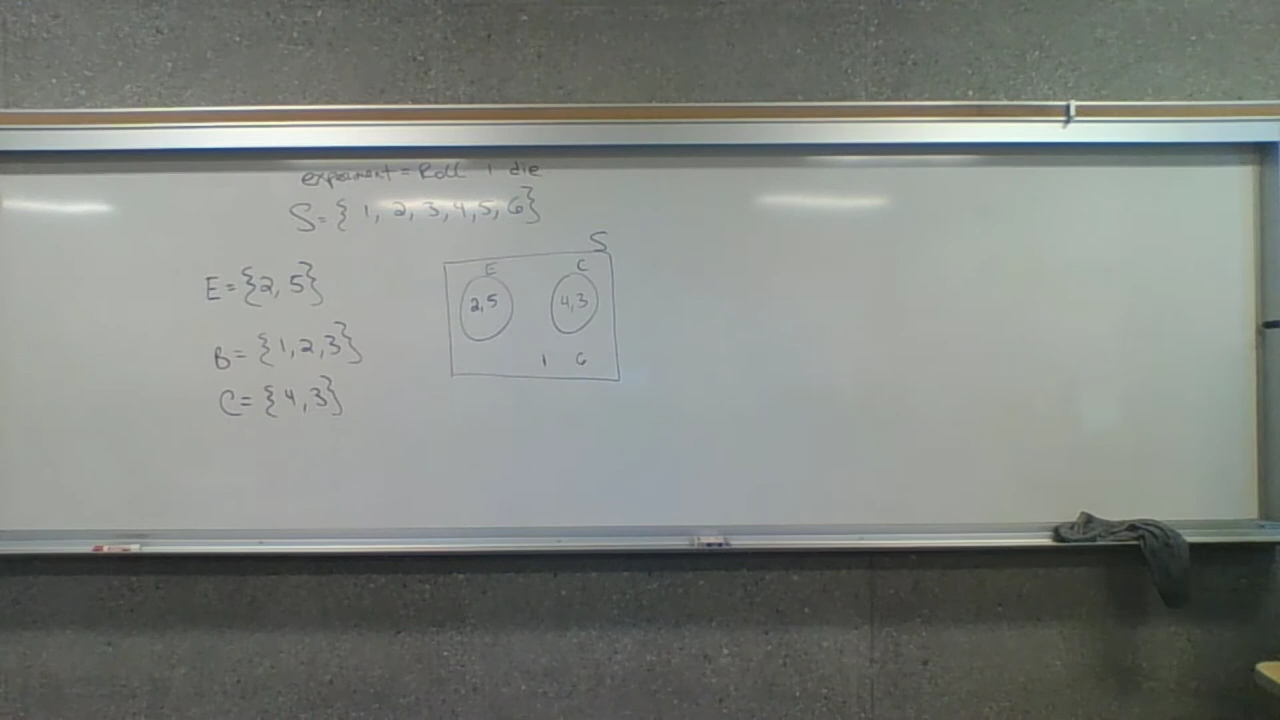 experiment = Roll 1 die
S = { 1, 2, 3, 4, 5, 6 }
E = {2, 5}
B = {1, 2, 3}
C = {4, 3}
S
E C
2,5 4,3
1 6